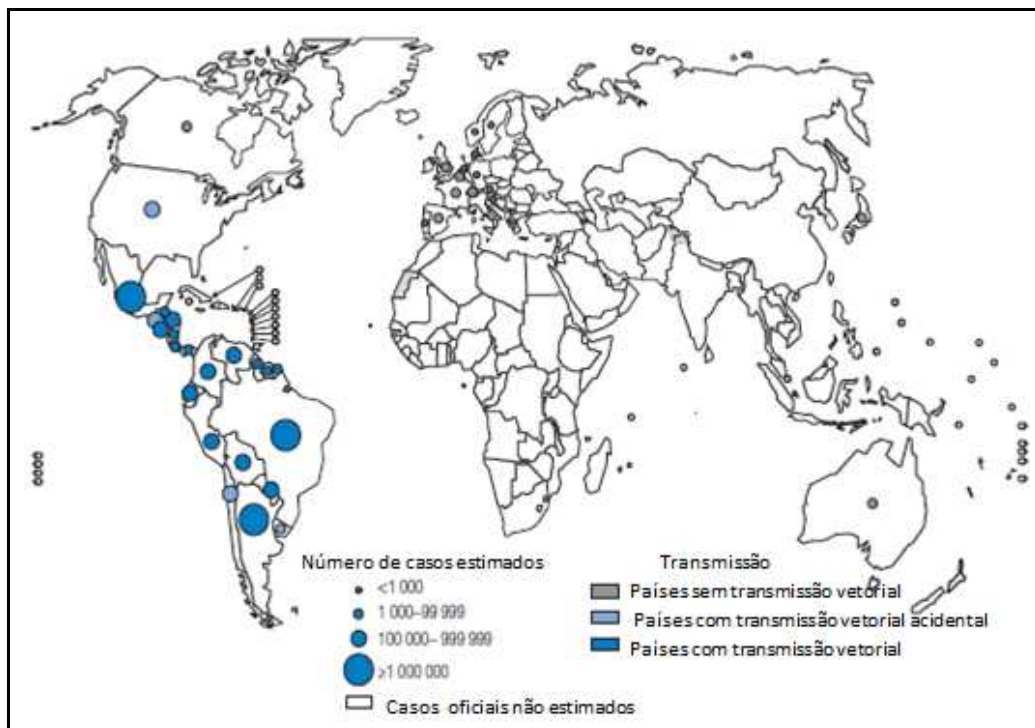 Número de casos estimados
<1 000
1 000–99 999
100 000– 999 999
>1 000 000
Casos oficiais não estimados
Transmissão
Países sem transmissão vetorial
Países com transmissão vetorial acidental
Países com transmissão vetorial